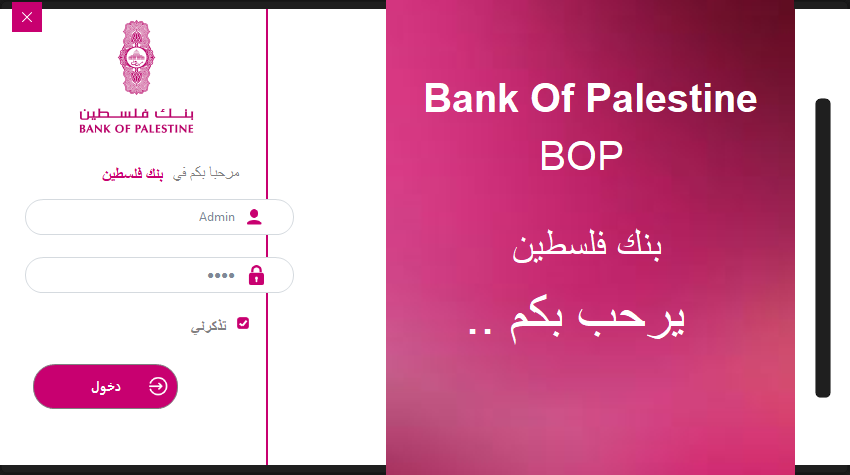 بنك فلسطين
BANK OF PALESTINE
مرحبا بكم في بنك فلسطين
Admin
••••
تذكرني
دخول
Bank Of Palestine
BOP
بنك فلسطين
يرحب بكم ..